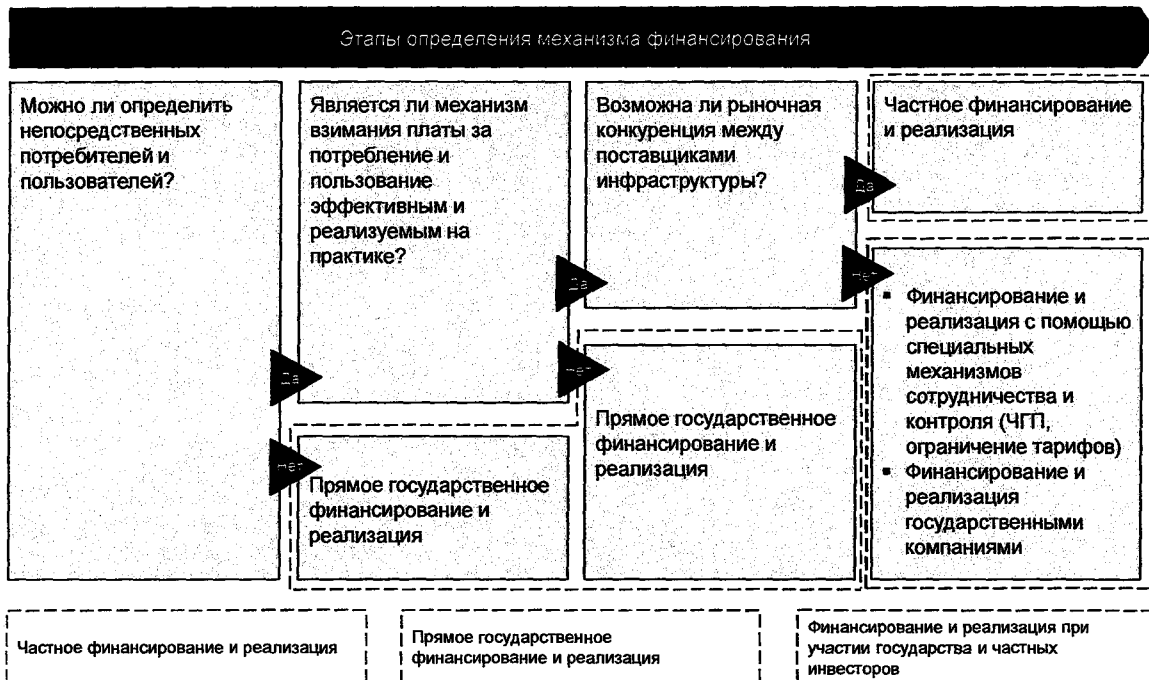 Этапы определения механизма финансирования
Можно ли определить
непосредственных
потребителей и
пользователей?
Да
Нет
Является ли механизм
взимания платы за
потребление и
пользование
эффективным и
реализуемым на
практике?
Да
Нет
Прямое государственное
финансирование и
реализация
Возможна ли рыночная
конкуренция между
поставщиками
инфраструктуры?
Да
Нет
Прямое государственное
финансирование и
реализация
Частное финансирование
и реализация
▪ Финансирование и
реализация с помощью
специальных
механизмов
сотрудничества и
контроля (ЧГП,
ограничение тарифов)
▪ Финансирование и
реализация
государственными
компаниями
Частное финансирование и реализация
Прямое государственное
финансирование и реализация
Финансирование и реализация при
участии государства и частных
инвесторов